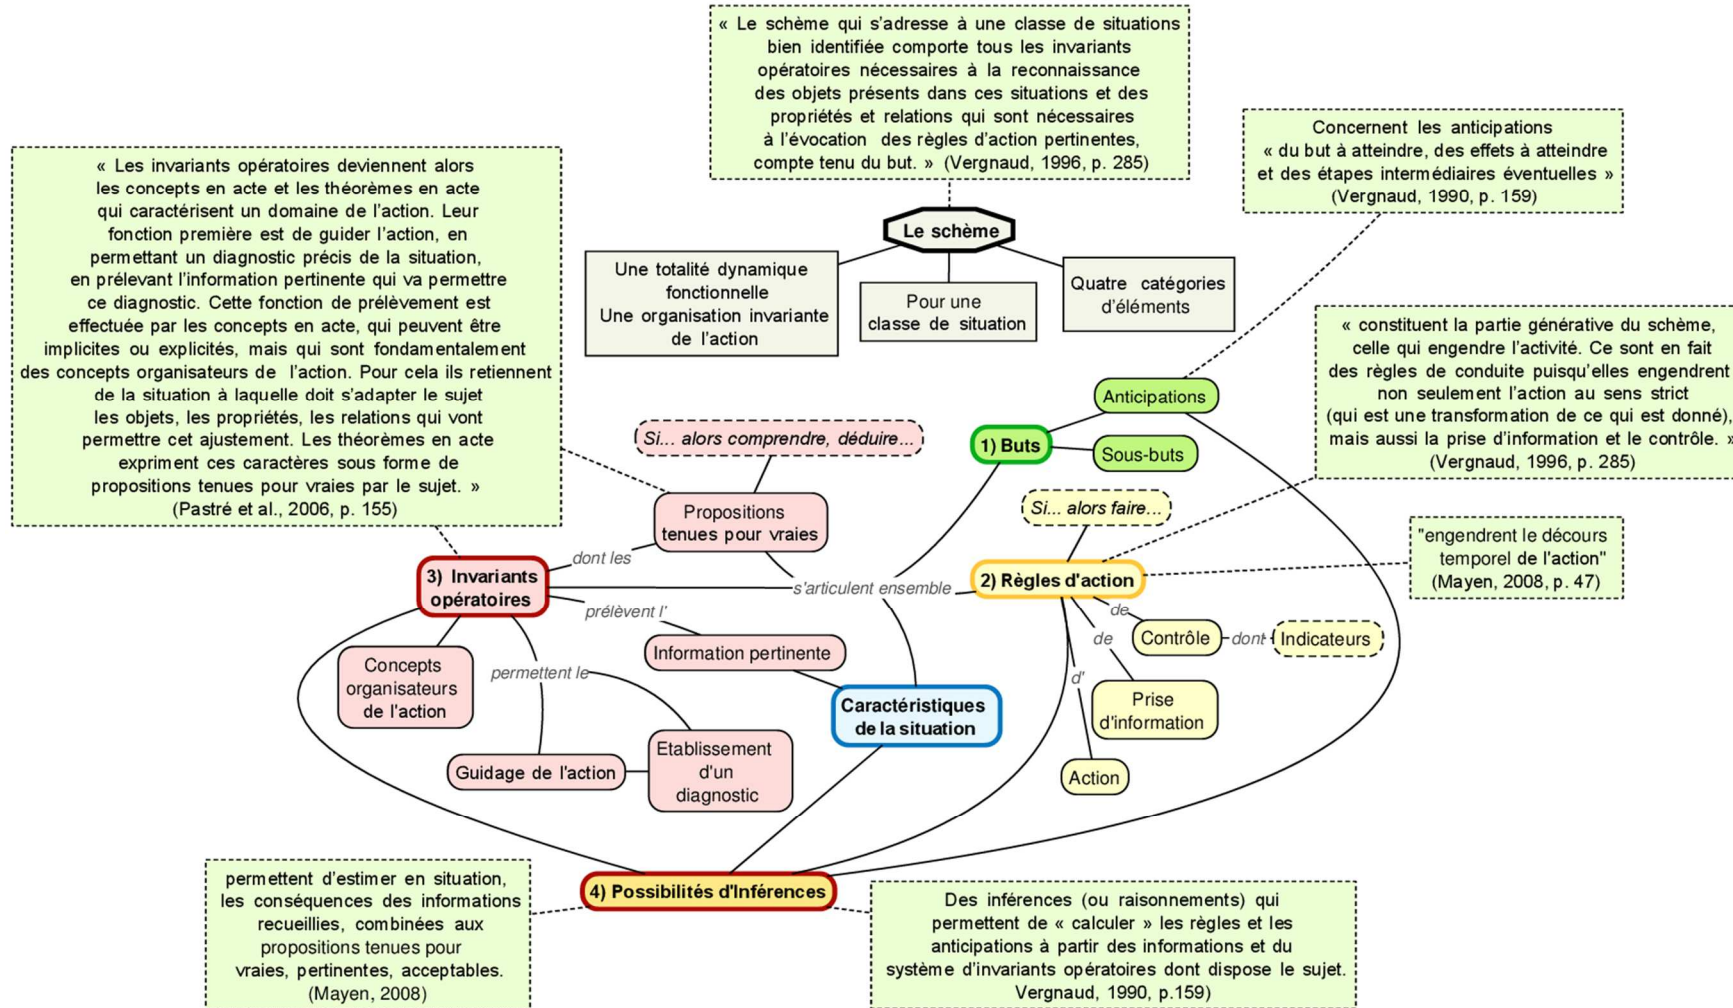 « Le schème qui s’adresse à une classe de situations
bien identifiée comporte tous les invariants
opératoires nécessaires à la reconnaissance
des objets présents dans ces situations et des
propriétés et relations qui sont nécessaires
à l’évocation des règles d’action pertinentes,
compte tenu du but. » (Vergnaud, 1996, p. 285)
Concernent les anticipations
« du but à atteindre, des effets à atteindre
et des étapes intermédiaires éventuelles »
(Vergnaud, 1990, p. 159)
« Les invariants opératoires deviennent alors
les concepts en acte et les théorèmes en acte
qui caractérisent un domaine de l’action. Leur
fonction première est de guider l’action, en
permettant un diagnostic précis de la situation,
en prélevant l’information pertinente qui va permettre
ce diagnostic. Cette fonction de prélèvement est
effectuée par les concepts en acte, qui peuvent être
implicites ou explicités, mais qui sont fondamentalement
des concepts organisateurs de l’action. Pour cela ils retiennent
de la situation à laquelle doit s’adapter le sujet
les objets, les propriétés, les relations qui vont
permettre cet ajustement. Les théorèmes en acte
expriment ces caractères sous forme de
propositions tenues pour vraies par le sujet. »
(Pastré et al., 2006, p. 155)
Le schème
Une totalité dynamique
fonctionnelle
Une organisation invariante
de l’action
Pour une
classe de situation
Quatre catégories
d’éléments
« constituent la partie générative du schème,
celle qui engendre l’activité. Ce sont en fait
des règles de conduite puisqu’elles engendrent
non seulement l’action au sens strict
(qui est une transformation de ce qui est donné),
mais aussi la prise d’information et le contrôle. »
(Vergnaud, 1996, p. 285)
Anticipations
1) Buts
Sous-buts
Si... alors comprendre, déduire...
Propositions
tenues pour vraies
Si... alors faire...
"engendrent le décours
temporel de l'action"
(Mayen, 2008, p. 47)
dont les
3) Invariants
opératoires
s'articulent ensemble
2) Règles d'action
prélèvent l'
Information pertinente
de
Contrôle
dont
Indicateurs
de
Prise
d'information
d'
Action
Concepts
organisateurs
de l'action
permettent le
Caractéristiques
de la situation
Guidage de l'action
Etablissement
d'un
diagnostic
4) Possibilités d'Inférences
permettent d’estimer en situation,
les conséquences des informations
recueillies, combinées aux
propositions tenues pour
vraies, pertinentes, acceptables.
(Mayen, 2008)
Des inférences (ou raisonnements) qui
permettent de « calculer » les règles et les
anticipations à partir des informations et du
système d’invariants opératoires dont dispose le sujet.
Vergnaud, 1990, p.159)